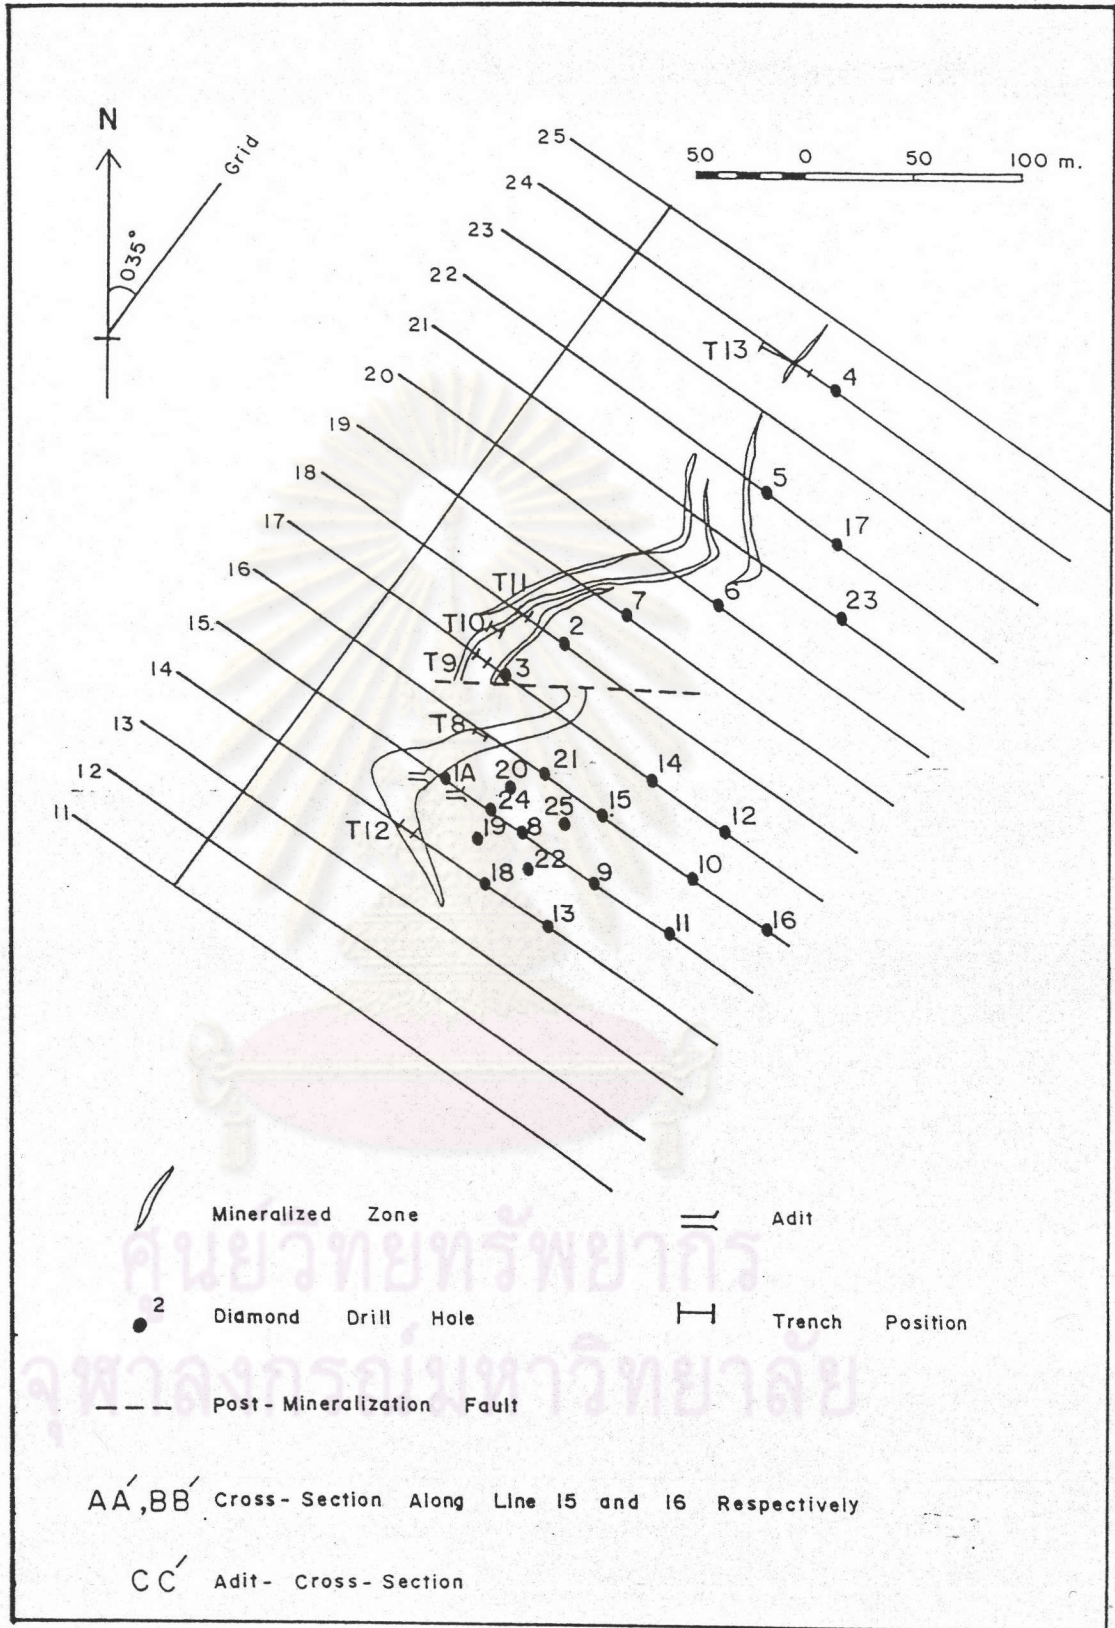 N
Grid
035°
50 0 50 100 m.
25
24
23
22
21
20
19
18
17
16
15
14
13
12
11
T13
4
5
17
23
6
7
T11
T10
2
T9
3
T8
1A
20
21
14
24
25
15
12
T12
19
8
22
9
10
18
13
11
16
Mineralized Zone
Adit
2 Diamond Drill Hole
Trench Position
Post-Mineralization Fault
AA′,BB′ Cross-Section Along Line 15 and 16 Respectively
CC′ Adit-Cross-Section
ศูนย์วิทยทรัพยากร
จุฬาลงกรณ์มหาวิทยาลัย